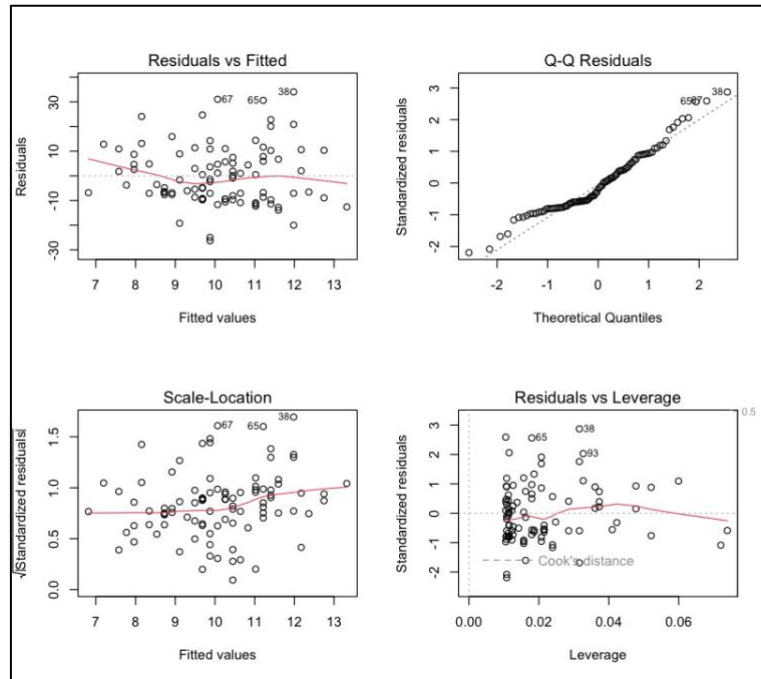 Residuals vs Fitted
Residuals
30
10
-10
-30
67
65
38
7 8 9 10 11 12 13
Fitted values
Q-Q Residuals
Standardized residuals
3
2
1
0
-1
-2
38
-2 -1 0 1 2
Theoretical Quantiles
Scale-Location
√|Standardized residuals|
1.5
1.0
0.5
0.0
67
65
38
7 8 9 10 11 12 13
Fitted values
Residuals vs Leverage
Standardized residuals
3
2
1
0
-1
-2
0.5
65
38
93
Cook's distance
0.00 0.02 0.04 0.06
Leverage